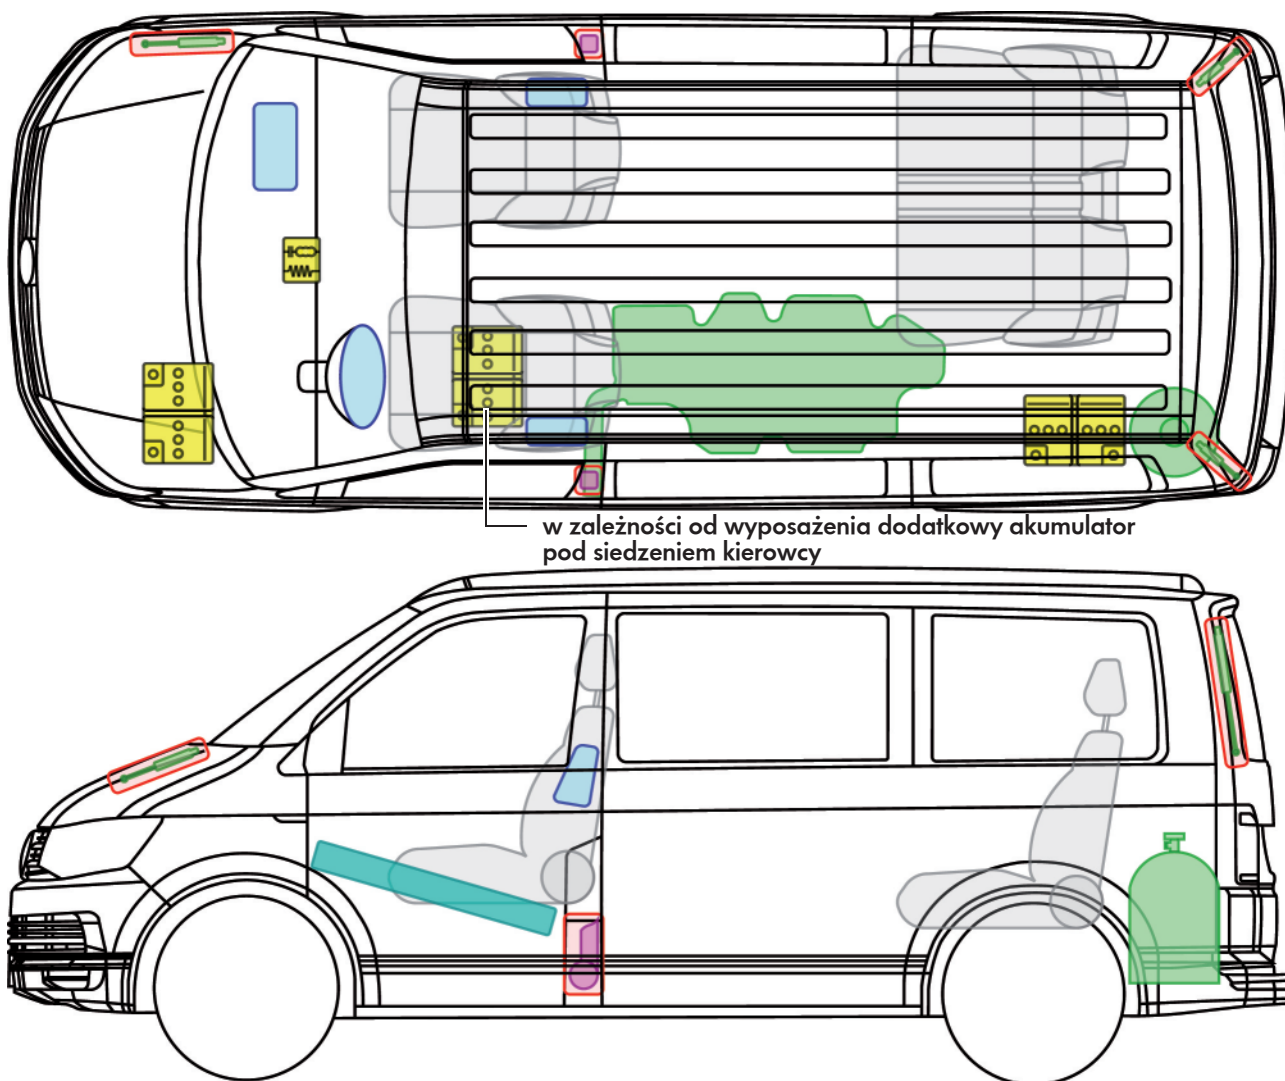 w zależności od wyposażenia dodatkowy akumulator
pod siedzeniem kierowcy